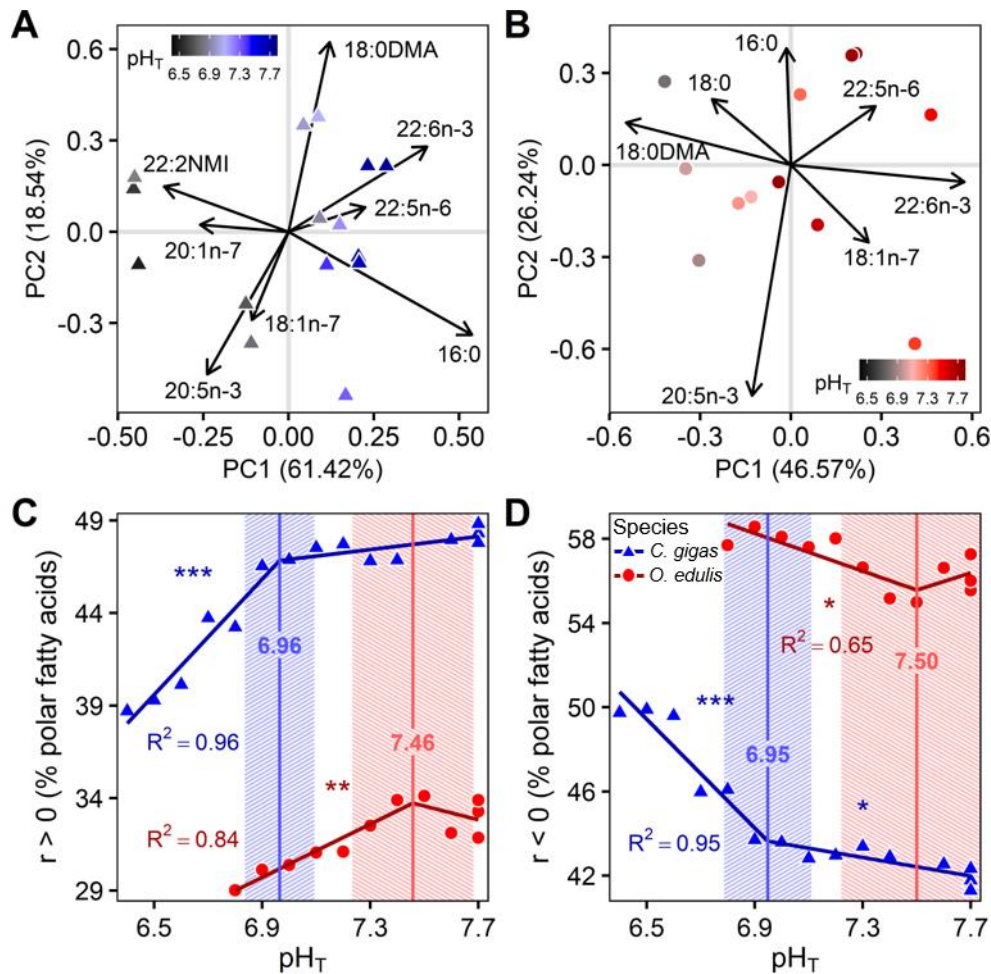 A
pH_T
6.5 6.9 7.3 7.7
18:0DMA
22:6n-3
22:2NMI
22:5n-6
20:1n-7
18:1n-7
16:0
20:5n-3
0.6
0.3
0.0
-0.3
-0.50 -0.25 0.00 0.25 0.50
PC1 (61.42%)
PC2 (18.54%)
B
16:0
18:0
22:5n-6
18:0DMA
22:6n-3
18:1n-7
20:5n-3
pH_T
6.5 6.9 7.3 7.7
0.3
0.0
-0.3
-0.6
-0.6 -0.3 0.0 0.3 0.6
PC1 (46.57%)
PC2 (26.24%)
C
49
44
39
34
29
***
6.96
R² = 0.96
7.46
**
R² = 0.84
6.5 6.9 7.3 7.7
pH_T
r > 0 (% polar fatty acids)
D
Species
C. gigas
O. edulis
58
54
50
46
42
*
R² = 0.65
7.50
***
6.95
*
R² = 0.95
6.5 6.9 7.3 7.7
pH_T
r < 0 (% polar fatty acids)